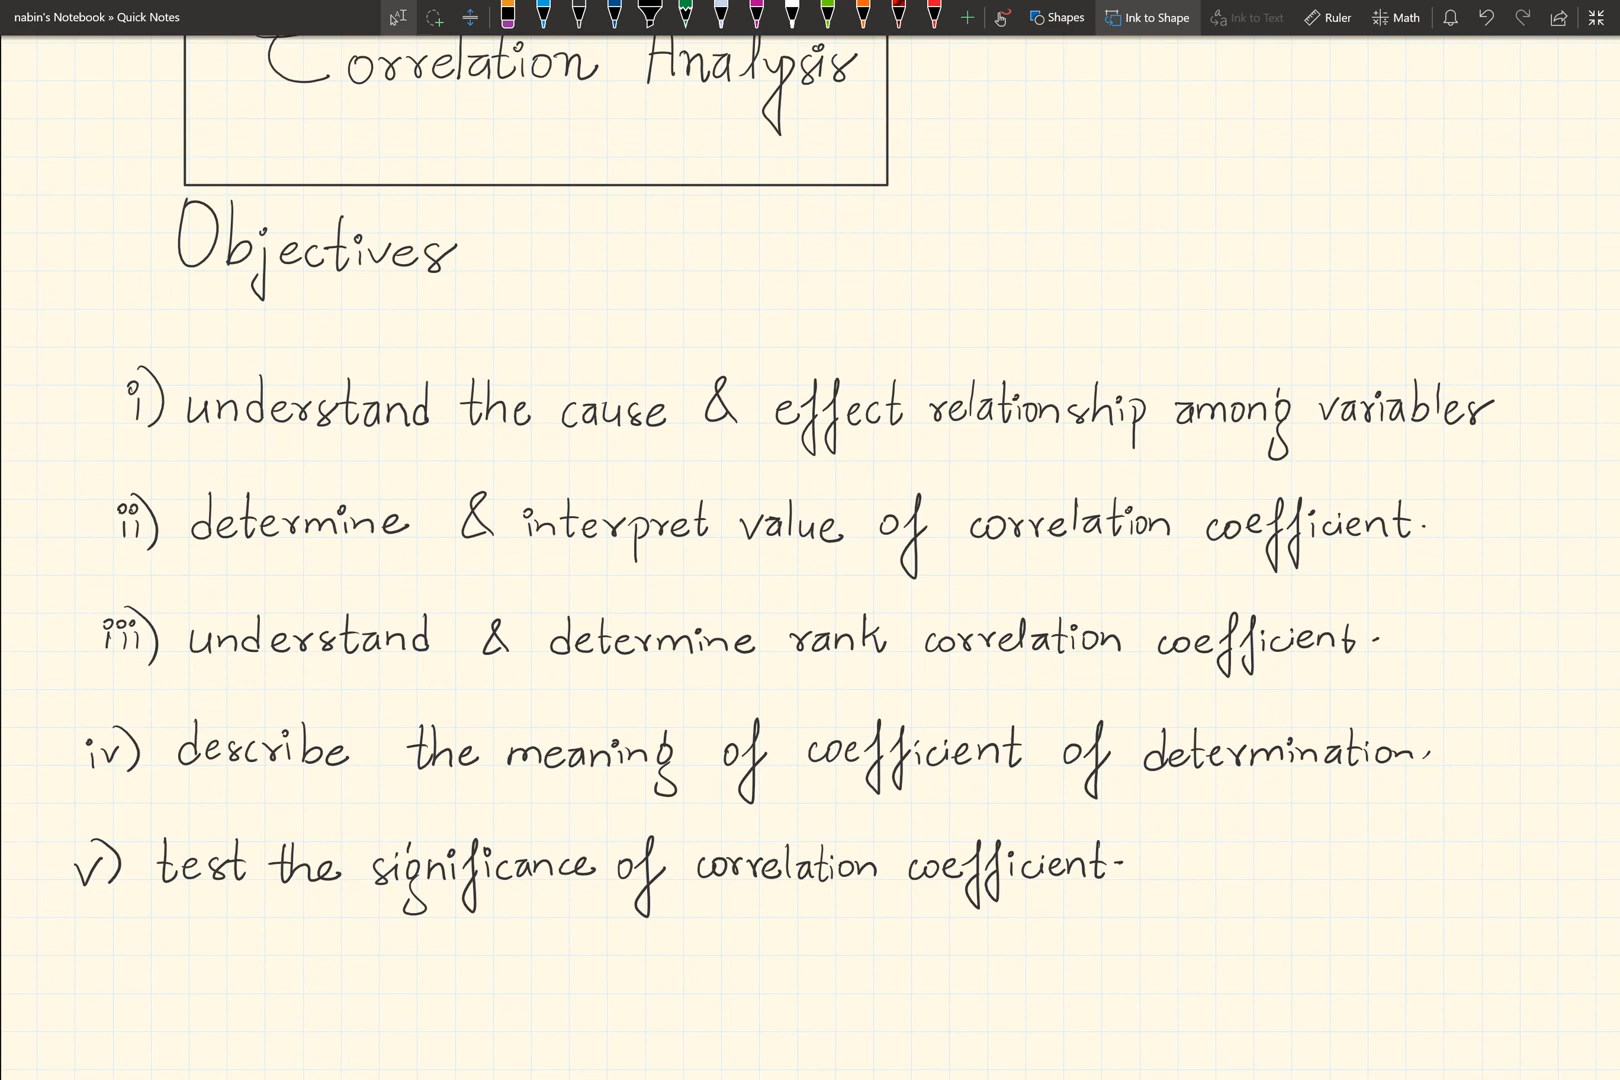 nabin's Notebook » Quick Notes Shapes Ink to Shape Ink to Text Ruler Math
Correlation Analysis
Objectives
i) understand the cause & effect relationship among variables
ii) determine & interpret value of correlation coefficient.
iii) understand & determine rank correlation coefficient.
iv) describe the meaning of coefficient of determination.
v) test the significance of correlation coefficient-